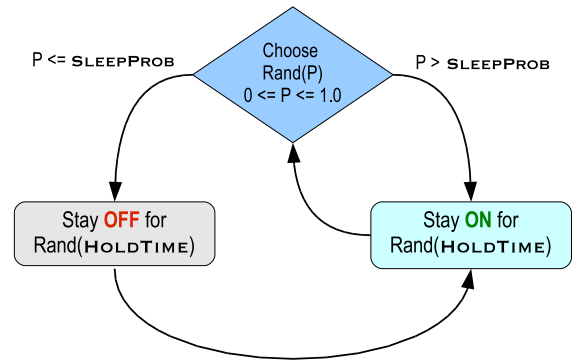 Choose
Rand(P)
0 <= P <= 1.0
P <= SLEEPPROB
P > SLEEPPROB
Stay OFF for
Rand(HOLDTIME)
Stay ON for
Rand(HOLDTIME)